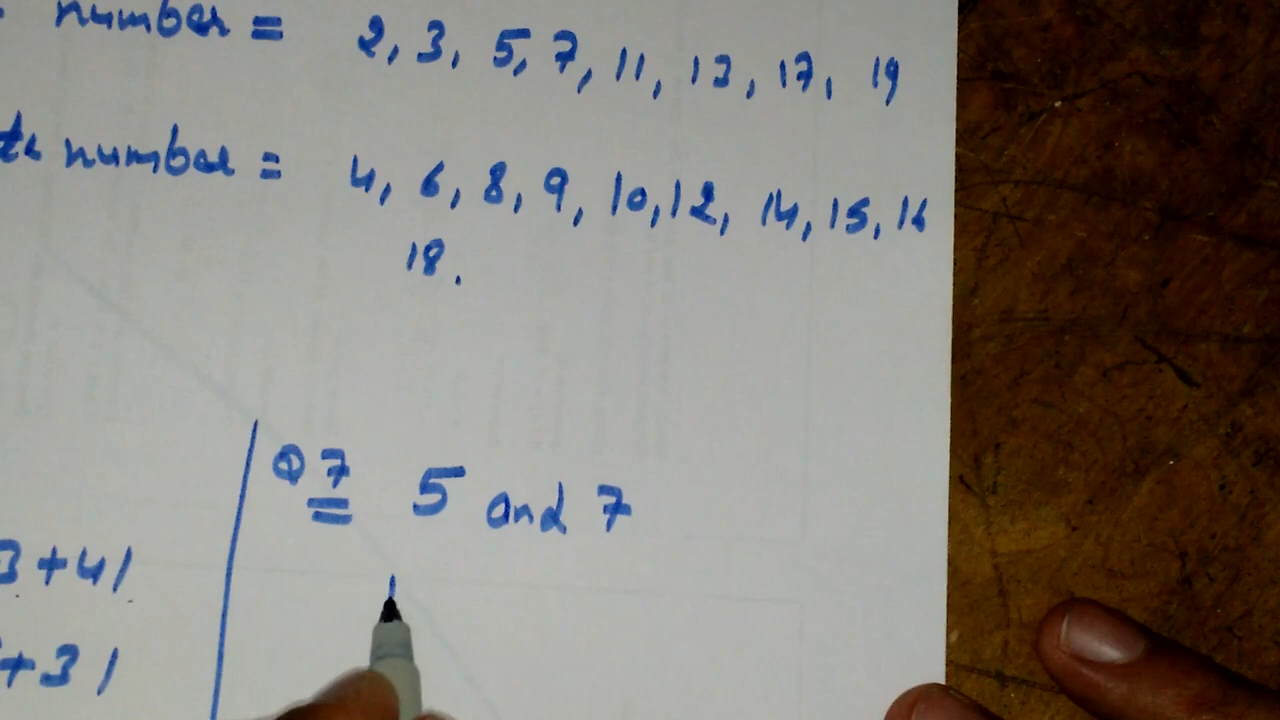 number = 2, 3, 5, 7, 11, 13, 17, 19
te number = 4, 6, 8, 9, 10, 12, 14, 15, 16
18.
Q7 5 and 7
3 + 41
+ 31